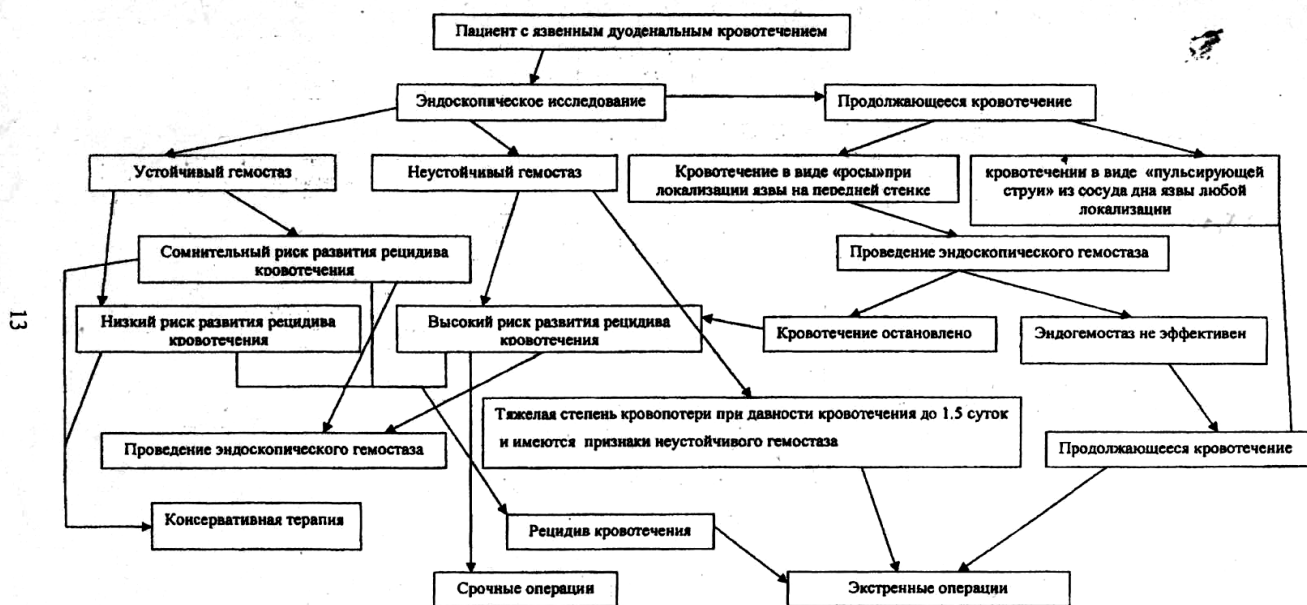 Пациент с язвенным дуоденальным кровотечением
Эндоскопическое исследование
Продолжающееся кровотечение
Устойчивый гемостаз
Неустойчивый гемостаз
Кровотечение в виде «росы»при
локализации язвы на передней стенке
кровотечении в виде «пульсирующей
струи» из сосуда дна язвы любой
локализации
Сомнительный риск развития рецидива
кровотечения
Проведение эндоскопического гемостаза
Низкий риск развития рецидива
кровотечения
Высокий риск развития рецидива
кровотечения
Кровотечение остановлено
Эндогемостаз не эффективен
13
Тяжелая степень кровопотери при давности кровотечения до 1.5 суток
и имеются признаки неустойчивого гемостаза
Проведение эндоскопического гемостаза
Продолжающееся кровотечение
Консервативная терапия
Рецидив кровотечения
Срочные операции
Экстренные операции